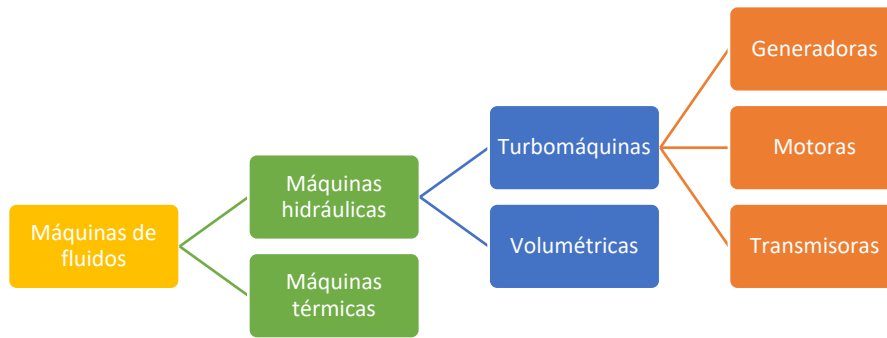 Máquinas de
fluidos
Máquinas
hidráulicas
Máquinas
térmicas
Turbomáquinas
Volumétricas
Generadoras
Motoras
Transmisoras